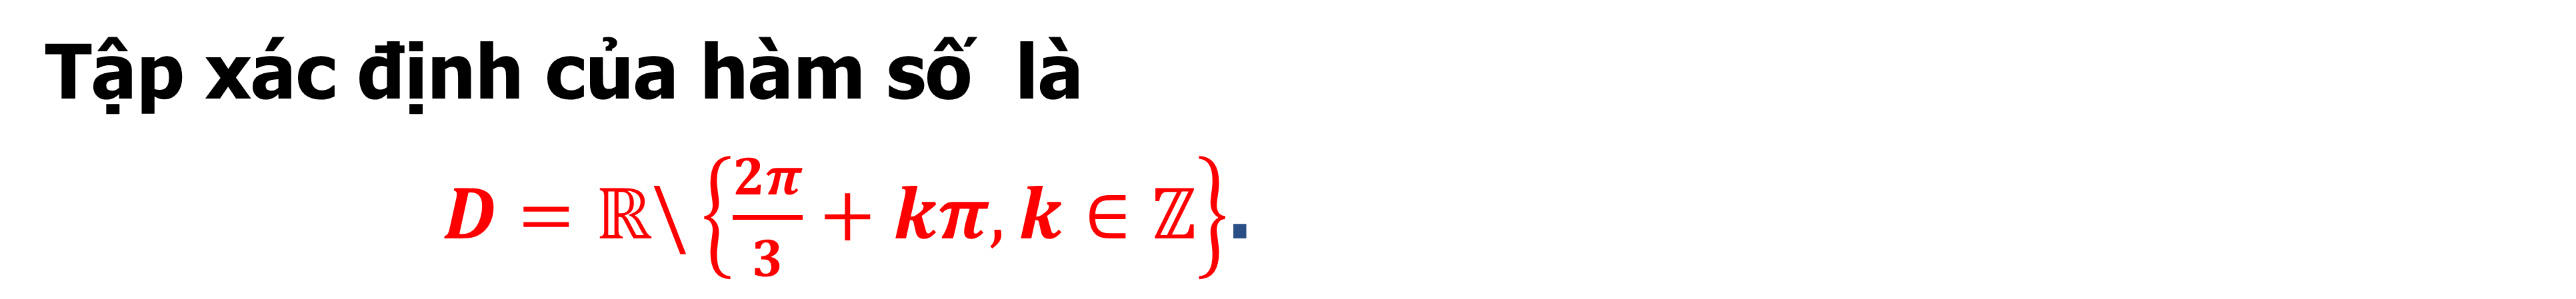 Tập xác định của hàm số  là
D = ℝ\{2π/3 + kπ, k ∈ ℤ}.